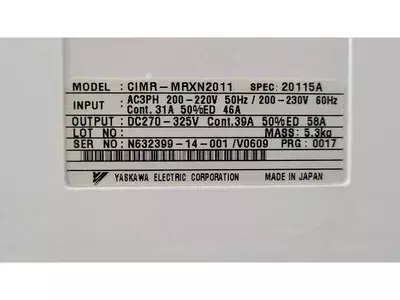 MODEL : CIMR-MRXN2011 SPEC: 20115A
INPUT : AC3PH 200-220V 50Hz / 200-230V 60Hz
Cont. 31A 50%ED 46A
OUTPUT : DC270-325V Cont. 39A 50%ED 58A
LOT NO : MASS: 5.3kg
SER NO : N632399-14-001 /V0609 PRG : 0017
YASKAWA ELECTRIC CORPORATION MADE IN JAPAN